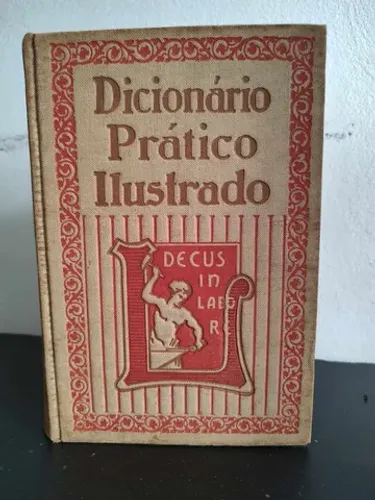 Dicionário
Prático
Ilustrado
L
DECUS
in
LABO
RE